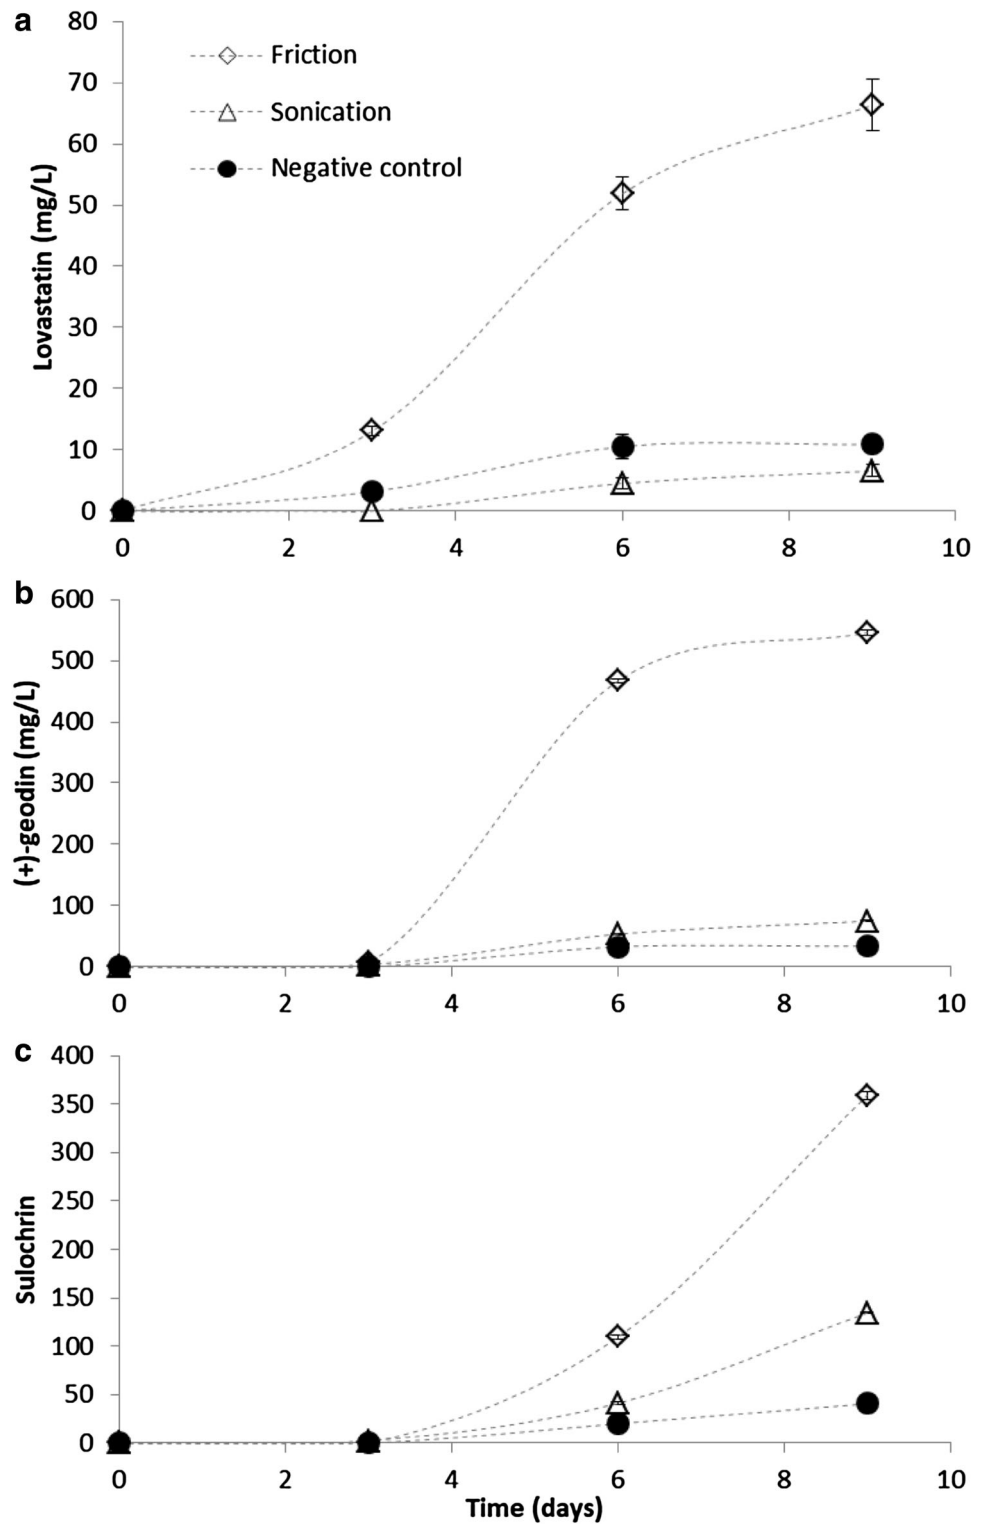 a
Lovastatin (mg/L)
80
70
60
50
40
30
20
10
0
Friction
Sonication
Negative control
0 2 4 6 8 10
b
(+)-geodin (mg/L)
600
500
400
300
200
100
0
0 2 4 6 8 10
c
Sulochrin
400
350
300
250
200
150
100
50
0
0 2 4 6 8 10
Time (days)